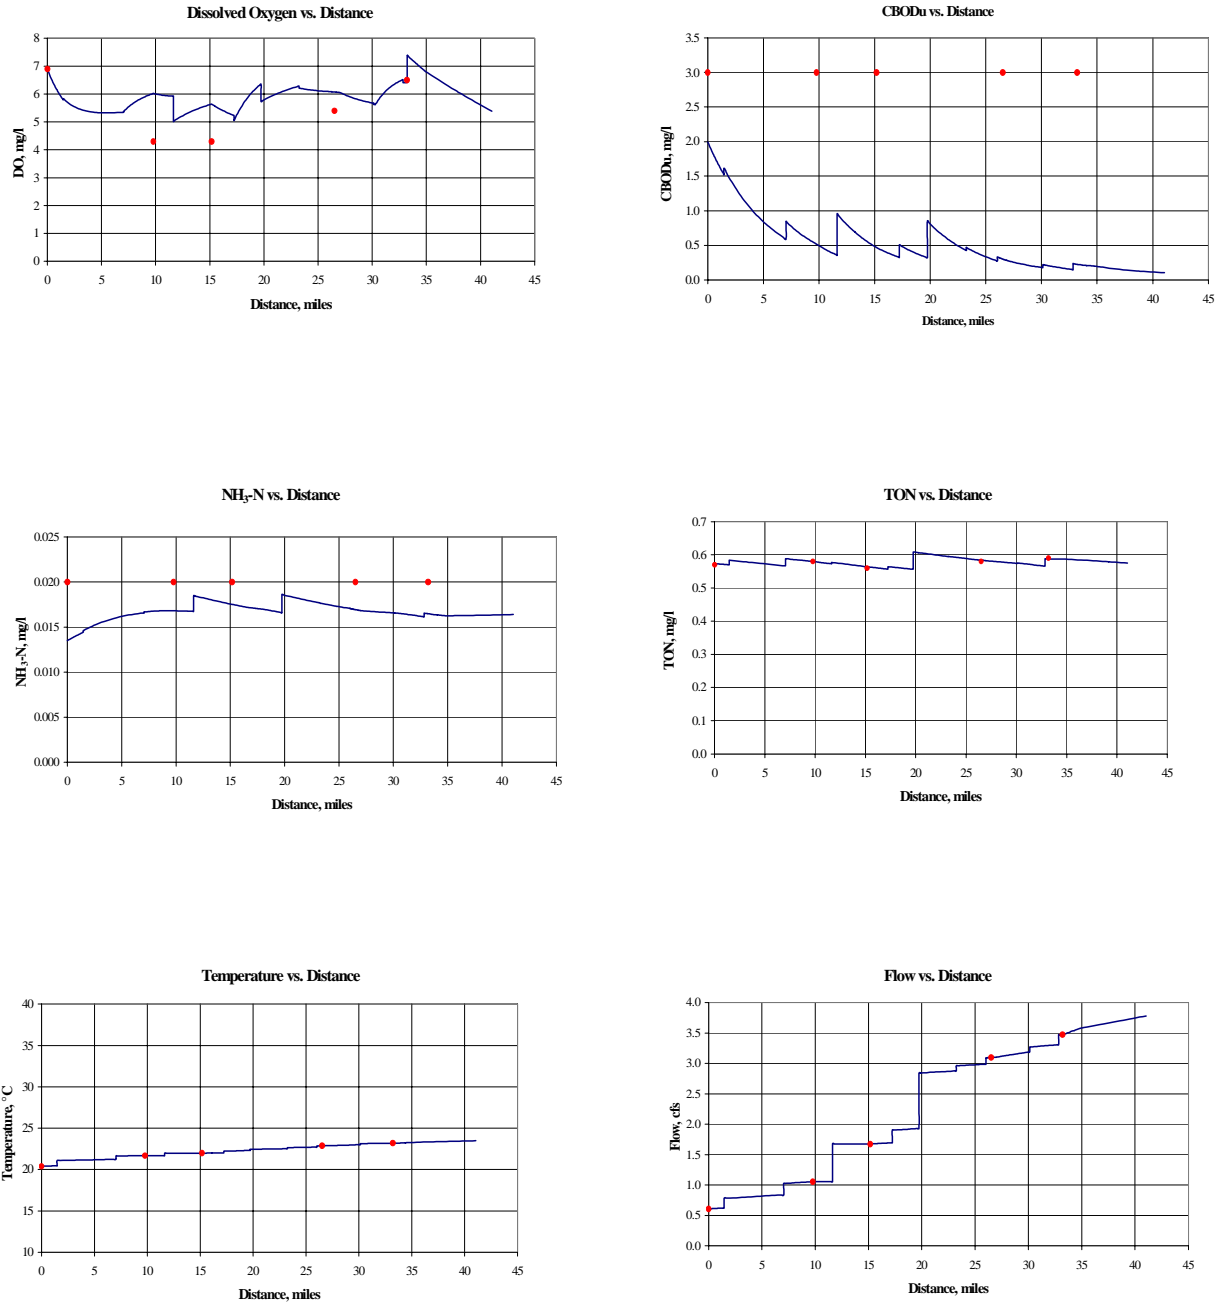 Dissolved Oxygen vs. Distance
8
7
6
5
4
3
2
1
0
DO, mg/l
0 5 10 15 20 25 30 35 40 45
Distance, miles
CBODu vs. Distance
3.5
3.0
2.5
2.0
1.5
1.0
0.5
0.0
CBODu, mg/l
0 5 10 15 20 25 30 35 40 45
Distance, miles
NH3-N vs. Distance
0.025
0.020
0.015
0.010
0.005
0.000
NH3-N, mg/l
0 5 10 15 20 25 30 35 40 45
Distance, miles
TON vs. Distance
0.7
0.6
0.5
0.4
0.3
0.2
0.1
0.0
TON, mg/l
0 5 10 15 20 25 30 35 40 45
Distance, miles
Temperature vs. Distance
40
35
30
25
20
15
10
Temperature, °C
0 5 10 15 20 25 30 35 40 45
Distance, miles
Flow vs. Distance
4.0
3.5
3.0
2.5
2.0
1.5
1.0
0.5
0.0
Flow, cfs
0 5 10 15 20 25 30 35 40 45
Distance, miles